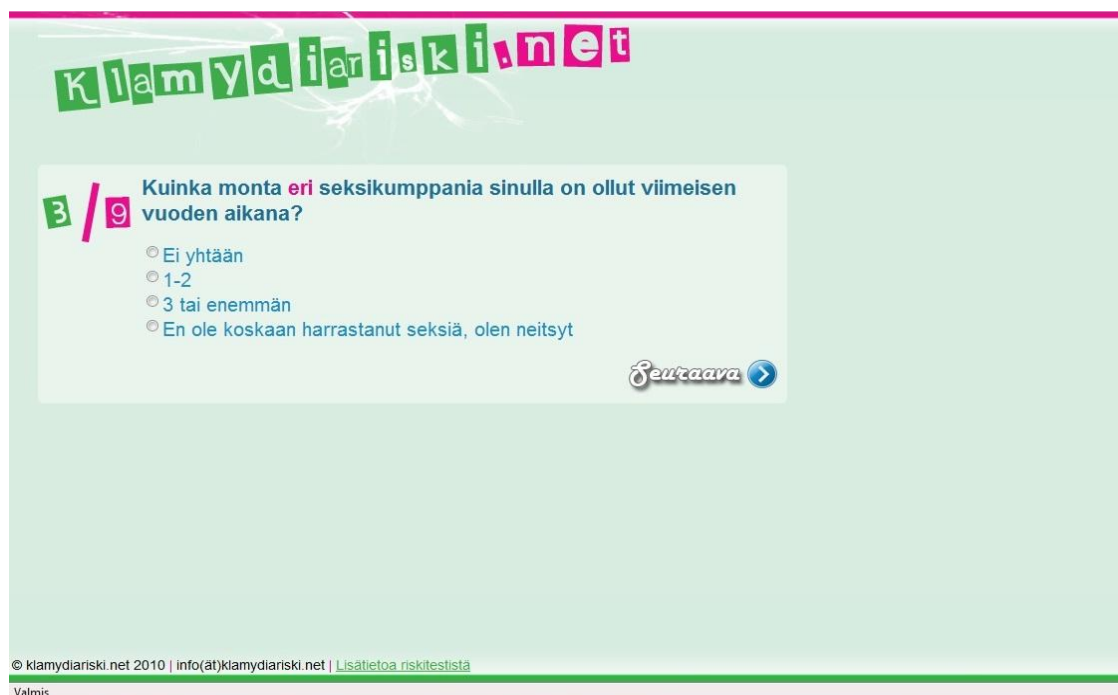 Klamydiariski.net
3/9
Kuinka monta eri seksikumppania sinulla on ollut viimeisen
vuoden aikana?
Ei yhtään
1-2
3 tai enemmän
En ole koskaan harrastanut seksiä, olen neitsyt
Seuraava
© klamydiariski.net 2010 | info(ät)klamydiariski.net | Lisätietoa riskitestistä
Valmis